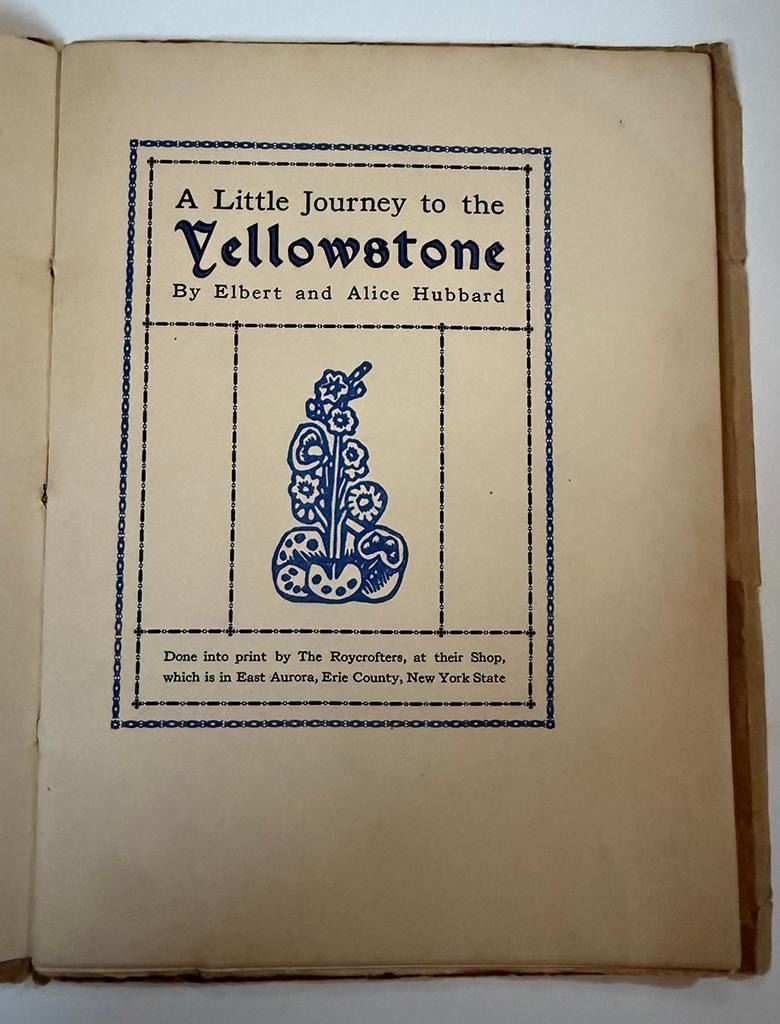 A Little Journey to the
Yellowstone
By Elbert and Alice Hubbard
Done into print by The Roycrofters, at their Shop,
which is in East Aurora, Erie County, New York State